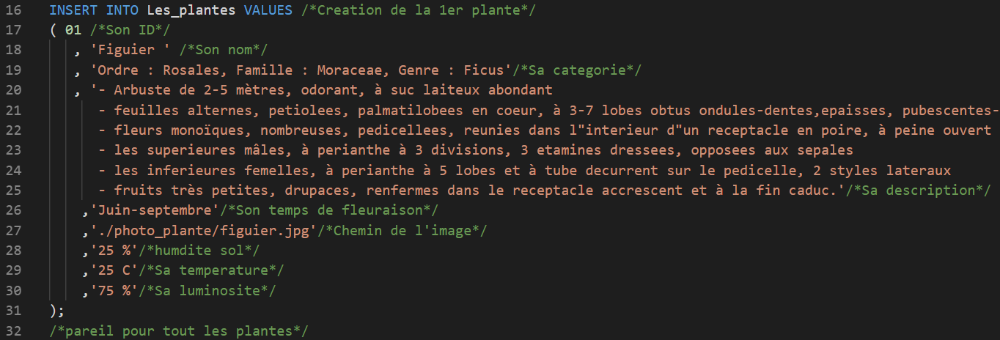 16 INSERT INTO Les_plantes VALUES /*Creation de la 1er plante*/
17 ( 01 /*Son ID*/
18 , 'Figuier ' /*Son nom*/
19 , 'Ordre : Rosales, Famille : Moraceae, Genre : Ficus'/*Sa categorie*/
20 , '- Arbuste de 2-5 mètres, odorant, à suc laiteux abondant
21 - feuilles alternes, petiolees, palmatilobees en coeur, à 3-7 lobes obtus ondules-dentes,epaisses, pubescentes-
22 - fleurs monoïques, nombreuses, pedicellees, reunies dans l"interieur d"un receptacle en poire, à peine ouvert
23 - les superieures mâles, à perianthe à 3 divisions, 3 etamines dressees, opposees aux sepales
24 - les inferieures femelles, à perianthe à 5 lobes et à tube decurrent sur le pedicelle, 2 styles lateraux
25 - fruits très petites, drupaces, renfermes dans le receptacle accrescent et à la fin caduc.'/*Sa description*/
26 ,'Juin-septembre'/*Son temps de fleuraison*/
27 ,'./photo_plante/figuier.jpg'/*Chemin de l'image*/
28 ,'25 %'/*humdite sol*/
29 ,'25 C'/*Sa temperature*/
30 ,'75 %'/*Sa luminosite*/
31 );
32 /*pareil pour tout les plantes*/